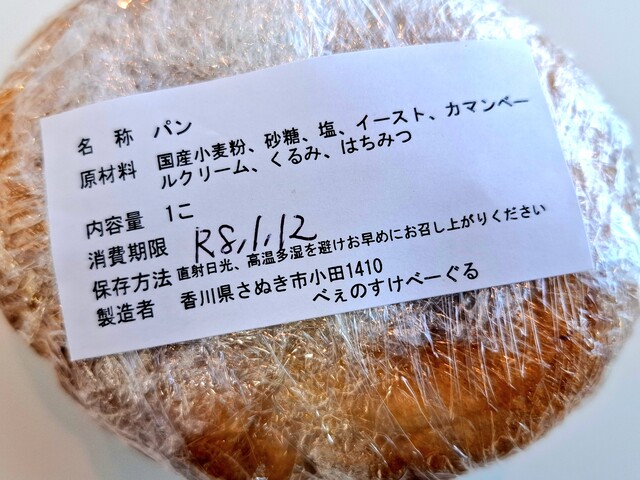 名 称 パン
原材料 国産小麦粉、砂糖、塩、イースト、カマンベー
ルクリーム、くるみ、はちみつ
内容量 1こ
消費期限 R8,1,12
保存方法 直射日光、高温多湿を避けお早めにお召し上がりください
製造者 香川県さぬき市小田1410
べぇのすけべーぐる